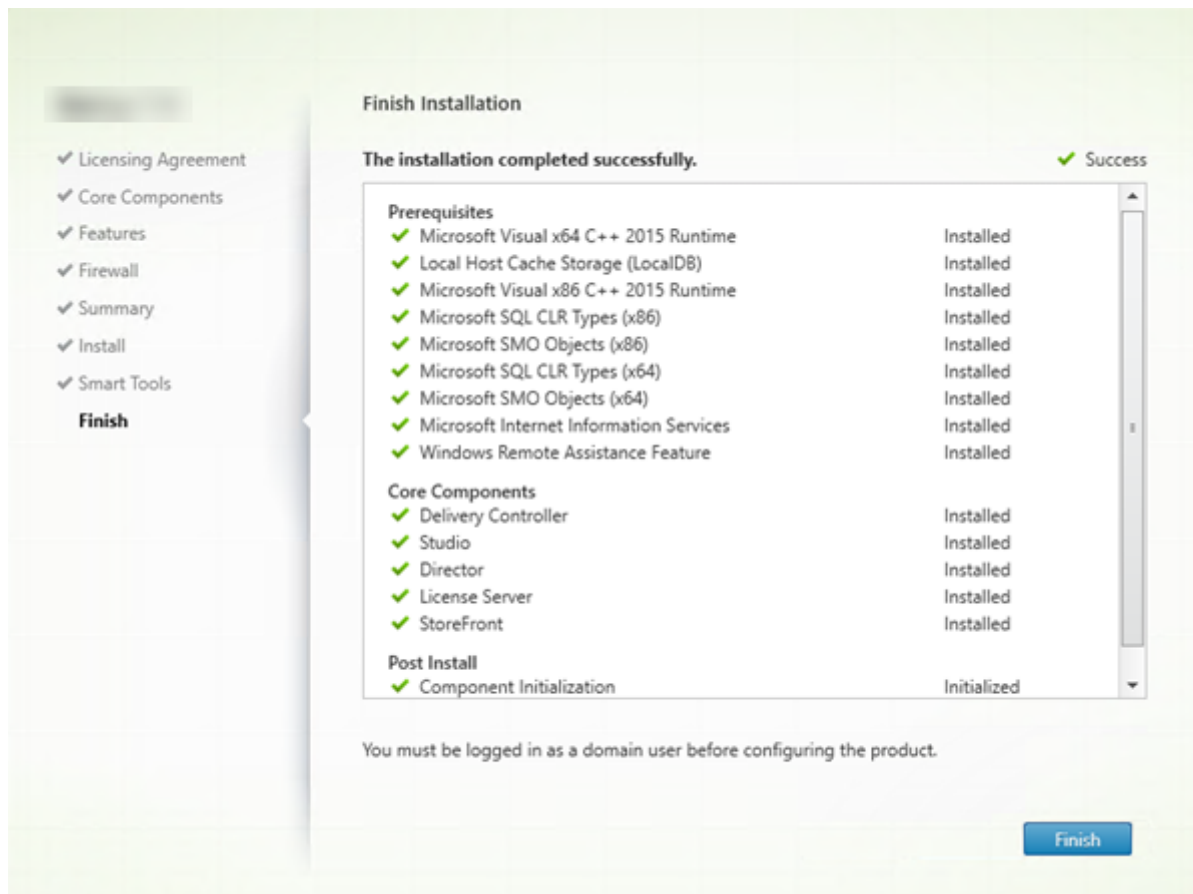 Finish Installation
Licensing Agreement
Core Components
Features
Firewall
Summary
Install
Smart Tools
Finish
The installation completed successfully. Success
Prerequisites
Microsoft Visual x64 C++ 2015 Runtime Installed
Local Host Cache Storage (LocalDB) Installed
Microsoft Visual x86 C++ 2015 Runtime Installed
Microsoft SQL CLR Types (x86) Installed
Microsoft SMO Objects (x86) Installed
Microsoft SQL CLR Types (x64) Installed
Microsoft SMO Objects (x64) Installed
Microsoft Internet Information Services Installed
Windows Remote Assistance Feature Installed
Core Components
Delivery Controller Installed
Studio Installed
Director Installed
License Server Installed
StoreFront Installed
Post Install
Component Initialization Initialized
You must be logged in as a domain user before configuring the product.
Finish